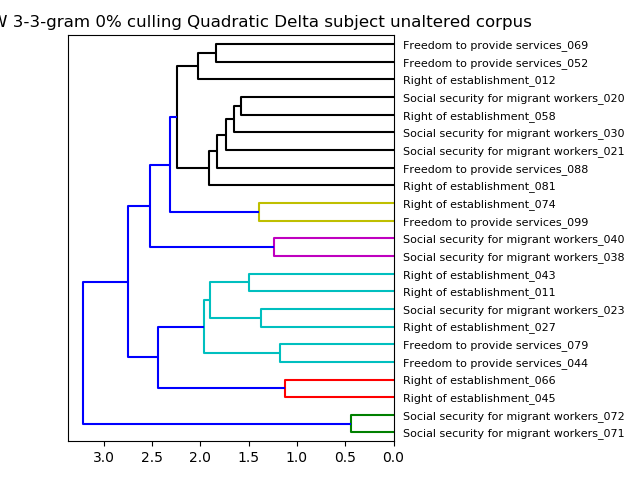 3-3-gram 0% culling Quadratic Delta subject unaltered corpus
Freedom to provide services_069
Freedom to provide services_052
Right of establishment_012
Social security for migrant workers_020
Right of establishment_058
Social security for migrant workers_030
Social security for migrant workers_021
Freedom to provide services_088
Right of establishment_081
Right of establishment_074
Freedom to provide services_099
Social security for migrant workers_040
Social security for migrant workers_038
Right of establishment_043
Right of establishment_011
Social security for migrant workers_023
Right of establishment_027
Freedom to provide services_079
Freedom to provide services_044
Right of establishment_066
Right of establishment_045
Social security for migrant workers_072
Social security for migrant workers_071
3.0 2.5 2.0 1.5 1.0 0.5 0.0